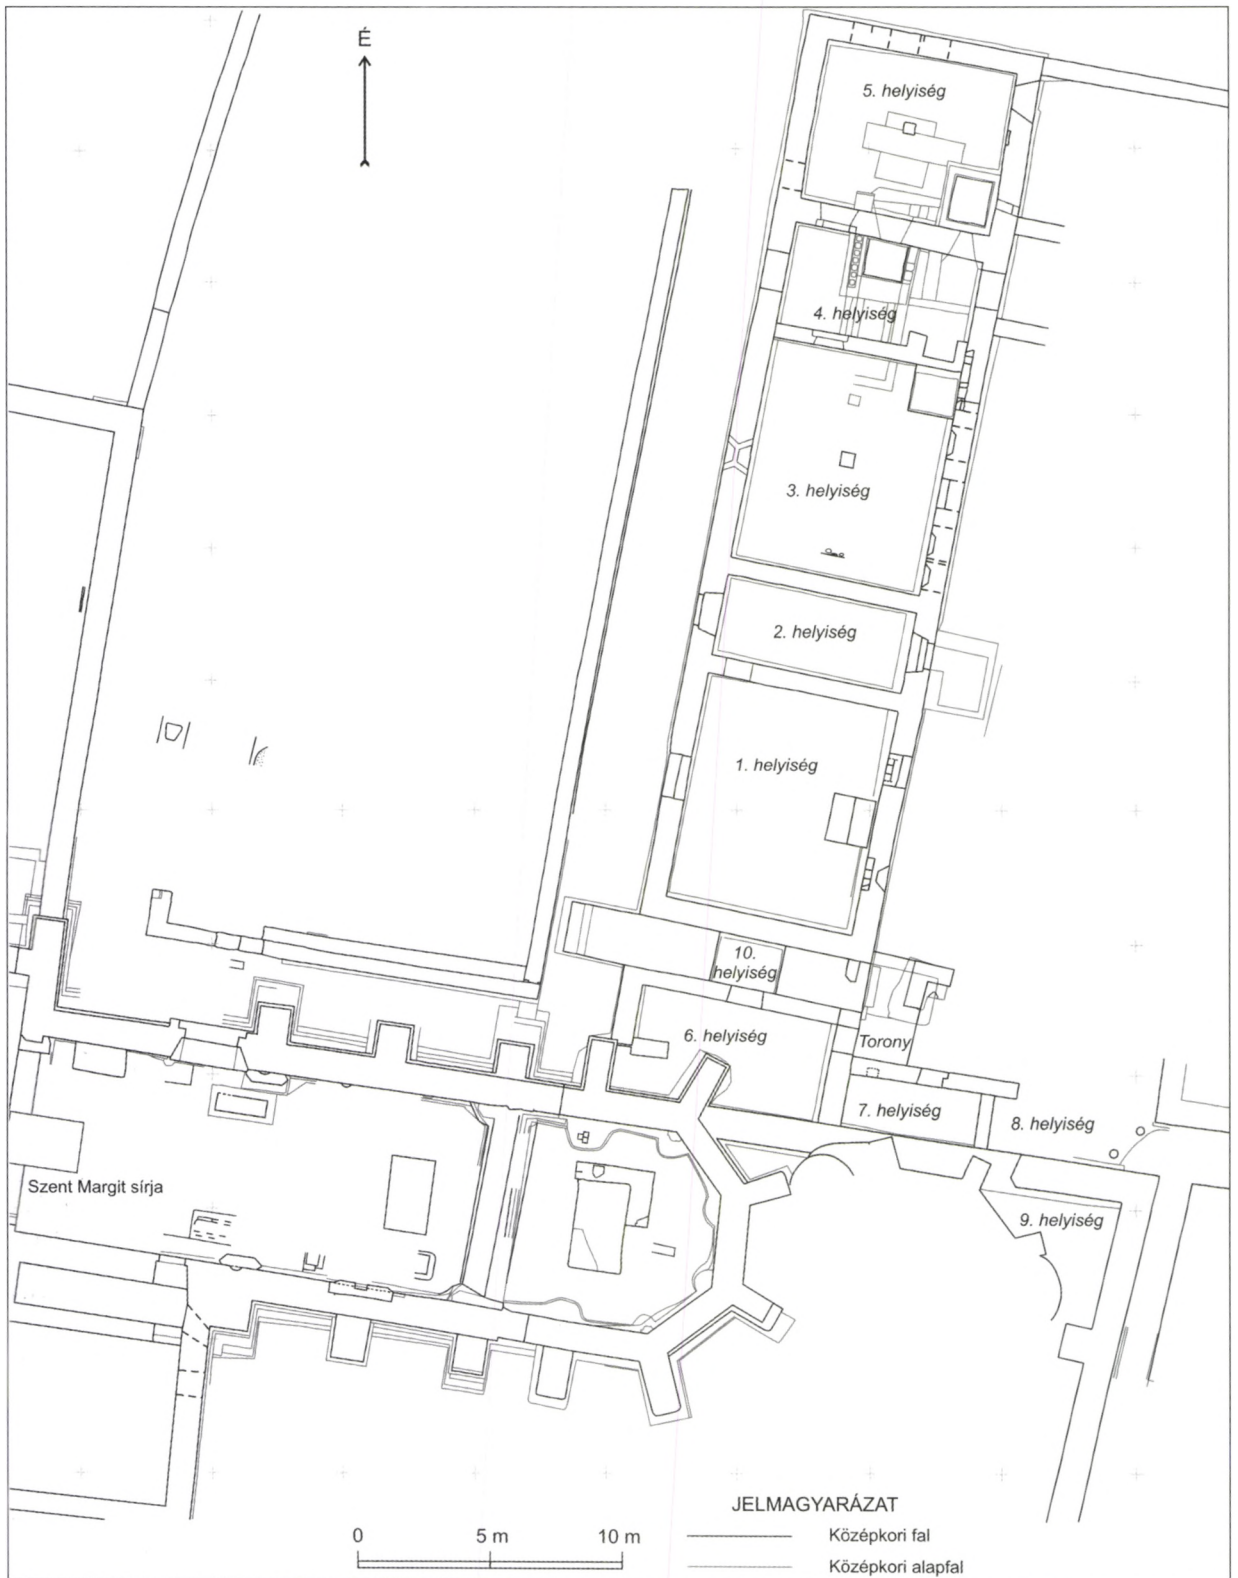 É
5. helyiség
4. helyiség
3. helyiség
2. helyiség
1. helyiség
10.
helyiség
6. helyiség
Torony
7. helyiség
8. helyiség
Szent Margit sírja
9. helyiség
JELMAGYARÁZAT
0 5 m 10 m
Középkori fal
Középkori alapfal